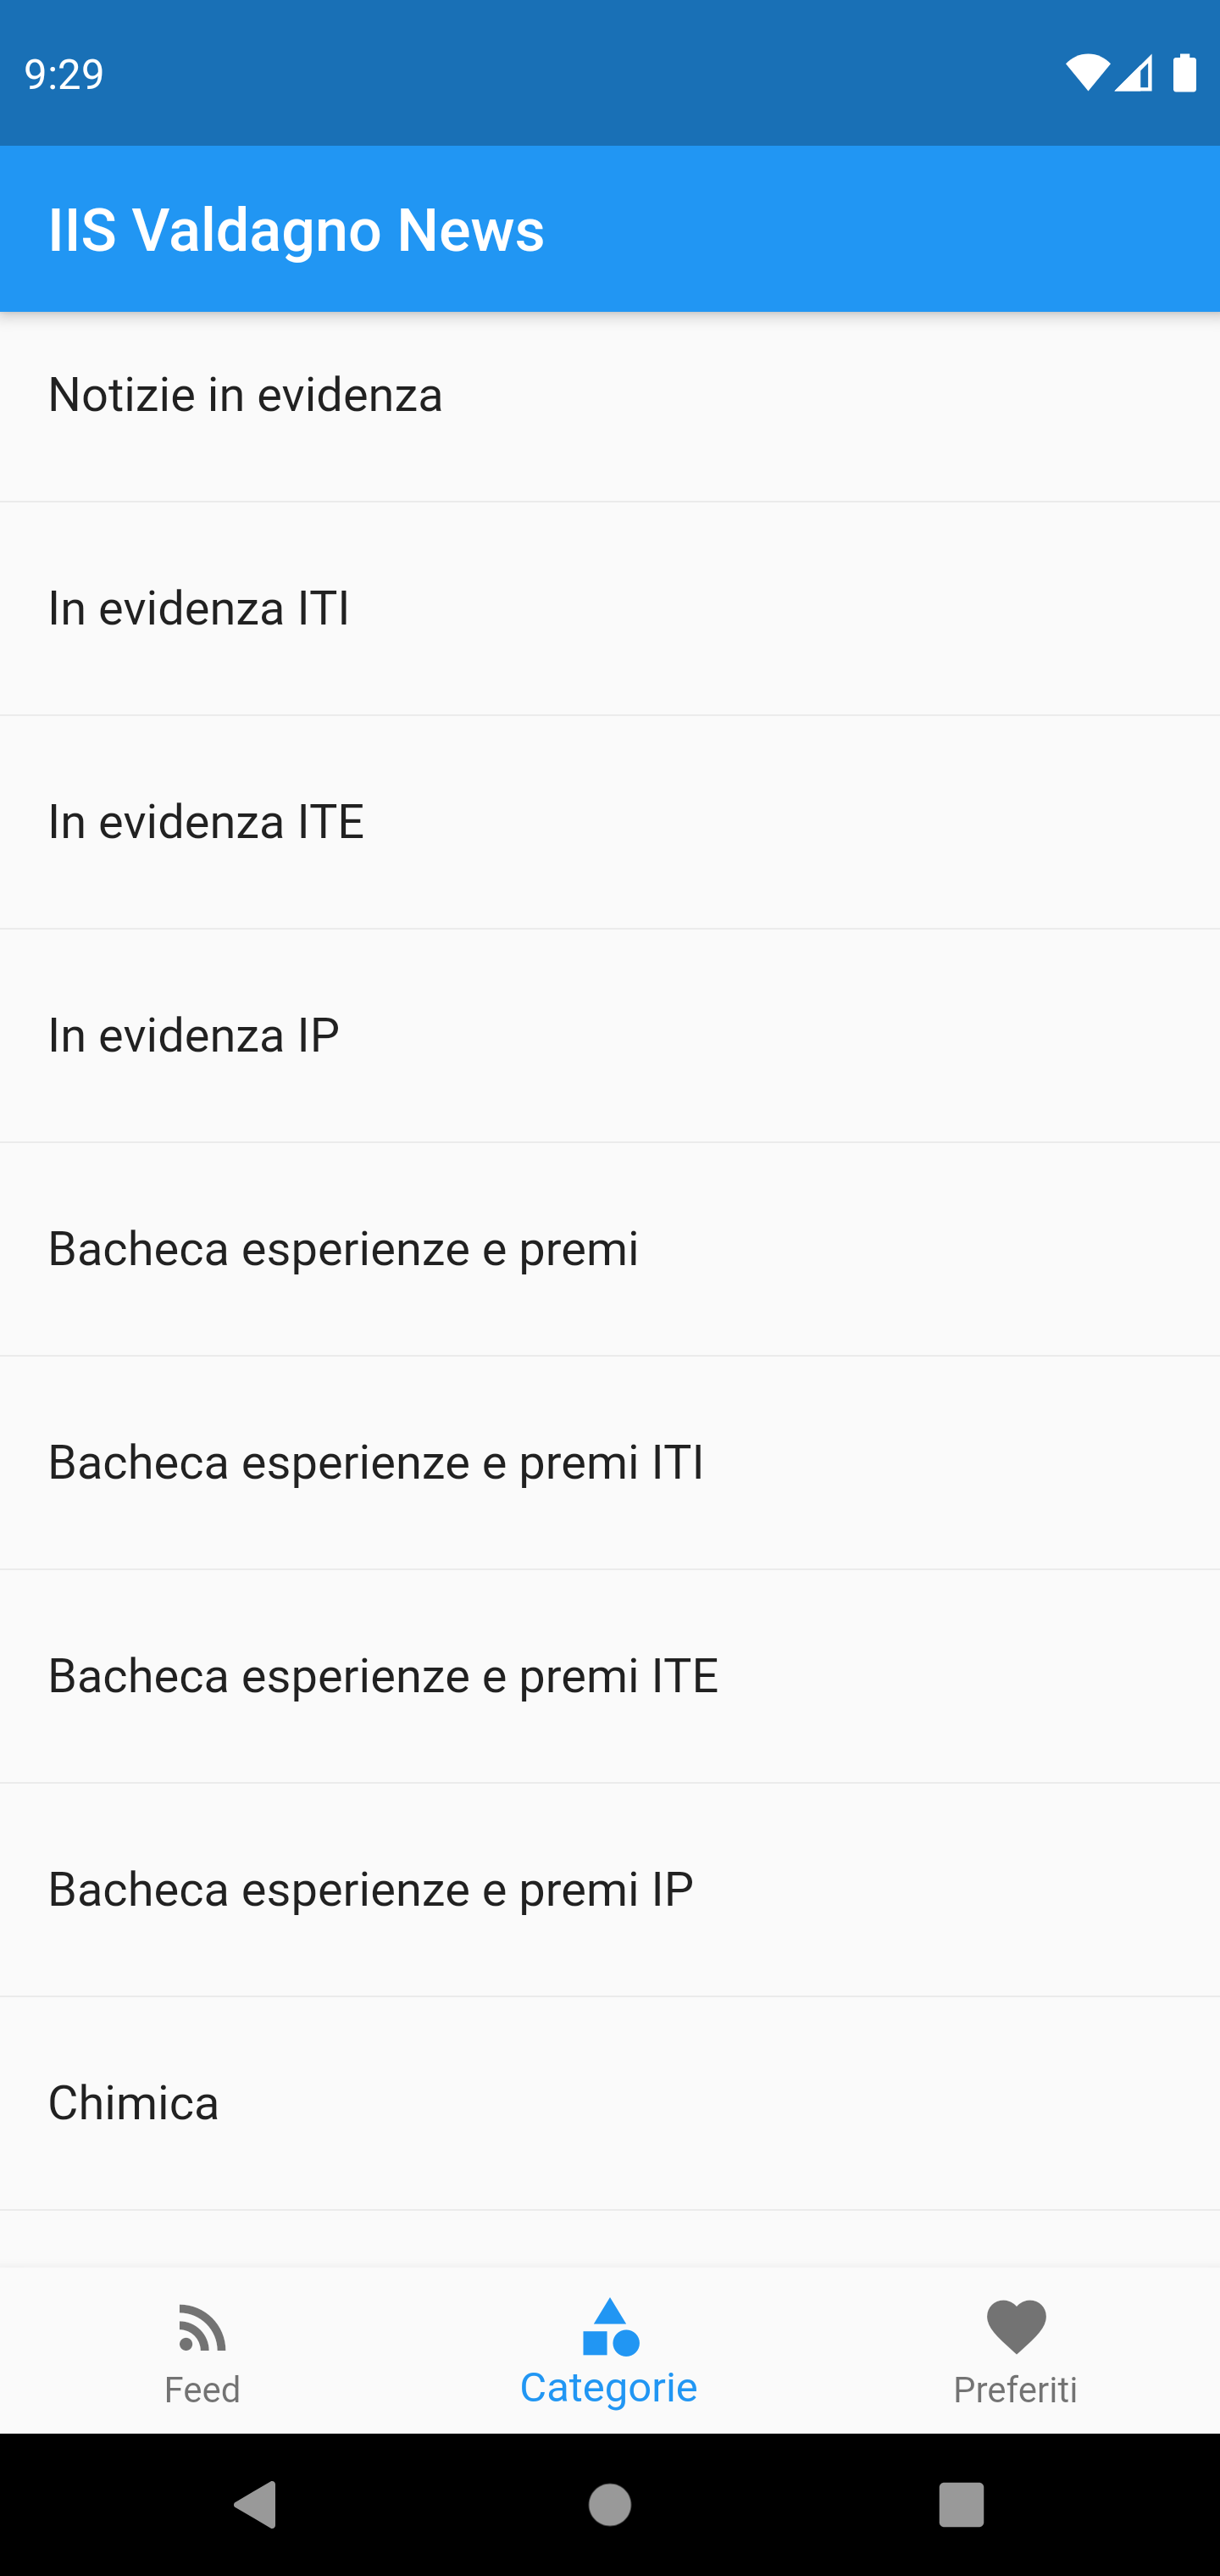 9:29
IIS Valdagno News
Notizie in evidenza
In evidenza ITI
In evidenza ITE
In evidenza IP
Bacheca esperienze e premi
Bacheca esperienze e premi ITI
Bacheca esperienze e premi ITE
Bacheca esperienze e premi IP
Chimica
Feed
Categorie
Preferiti